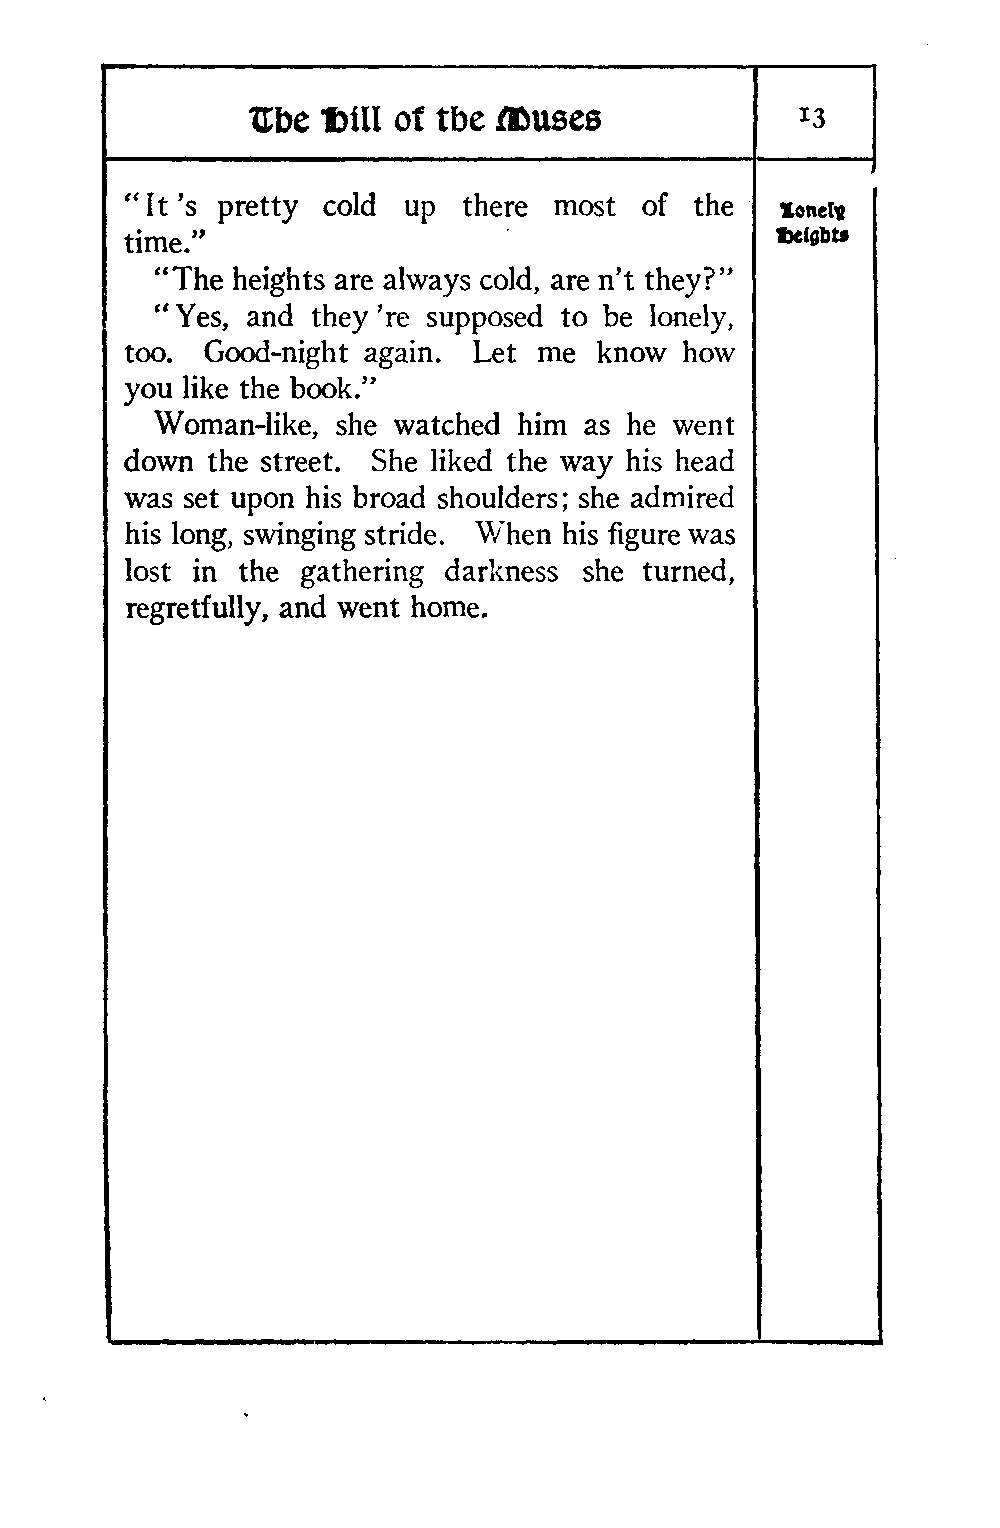 The Hill of the Muses
13
Lonely
Heights
"It 's pretty cold up there most of the
time."
"The heights are always cold, are n't they?"
"Yes, and they 're supposed to be lonely,
too. Good-night again. Let me know how
you like the book."
Woman-like, she watched him as he went
down the street. She liked the way his head
was set upon his broad shoulders; she admired
his long, swinging stride. When his figure was
lost in the gathering darkness she turned,
regretfully, and went home.